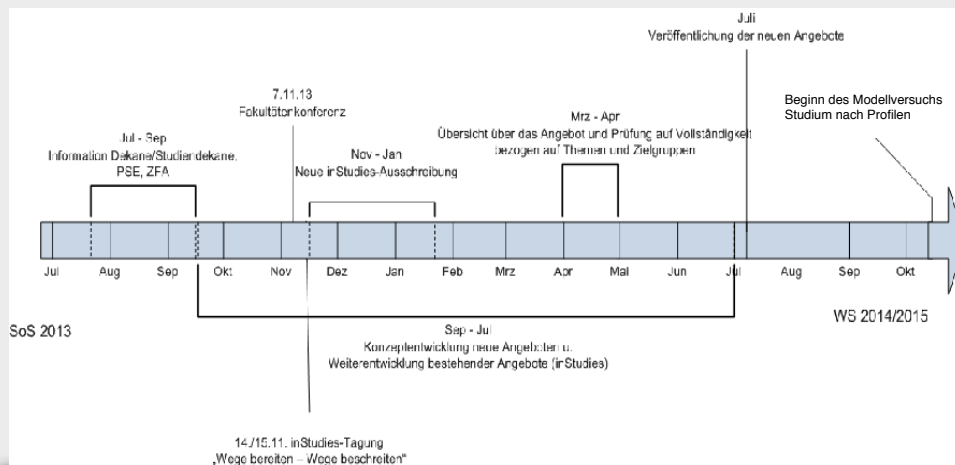 Juli
Veröffentlichung der neuen Angebote
7.11.13
Fakultätenkonferenz
Beginn des Modellversuchs
Studium nach Profilen
Mrz - Apr
Übersicht über das Angebot und Prüfung auf Vollständigkeit
bezogen auf Themen und Zielgruppen
Jul - Sep
Information Dekane/Studiendekane,
PSE, ZFA
Nov - Jan
Neue inStudies-Ausschreibung
Jul Aug Sep Okt Nov Dez Jan Feb Mrz Apr Mai Jun Jul Aug Sep Okt
SoS 2013
WS 2014/2015
Sep - Jul
Konzeptentwicklung neue Angeboten u.
Weiterentwicklung bestehender Angebote (inStudies)
14./15.11. inStudies-Tagung
„Wege bereiten – Wege beschreiten“